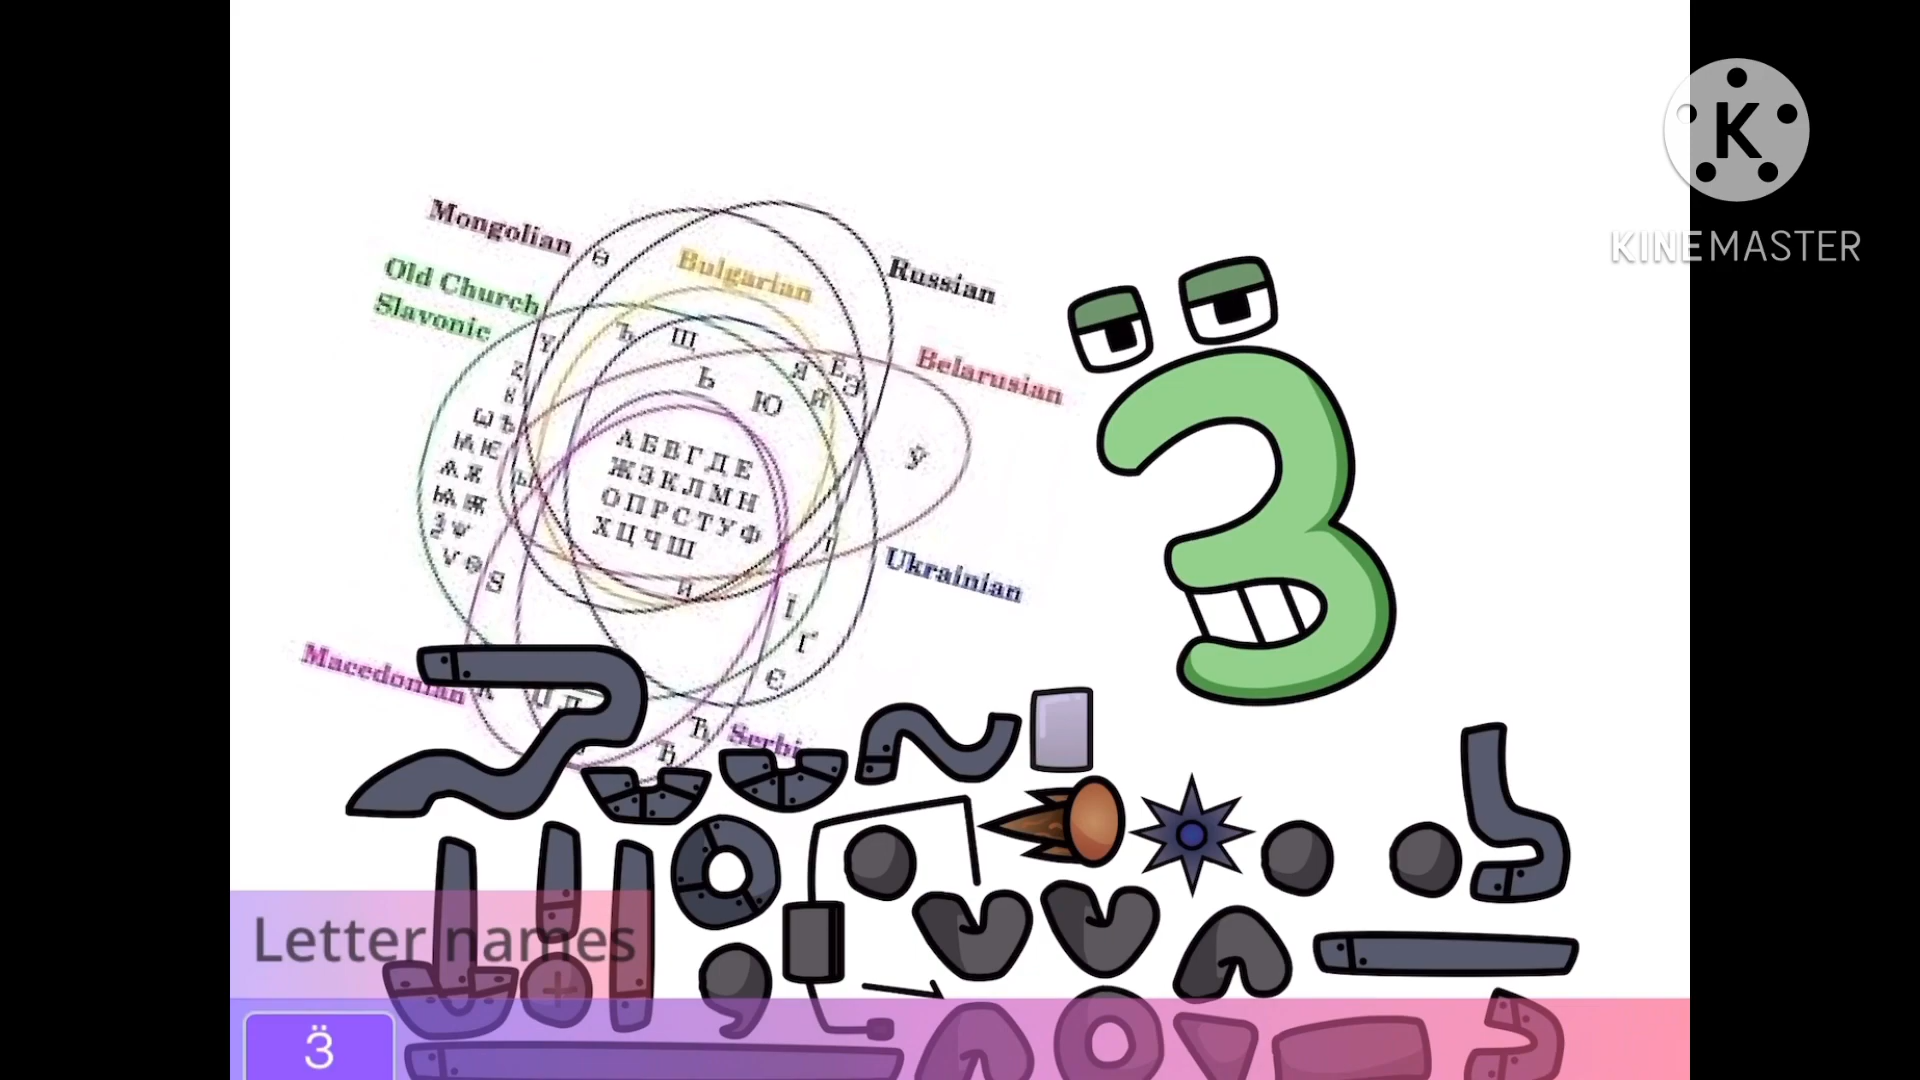 Mongolian
Ө
Bulgarian
Russian
Old Church
Slavonic
Ъ Щ
Я Ё Э
Й
Ь Ю
Belarusian
Ў
Ш Ъ
Ѩ Ѥ
Ы
Ѱ
Ѵ Ѳ
Ѕ
А Б В Г Д Е
Ж З К Л М Н
О П Р С Т У Ф
Х Ц Ч Ш
И
І
Ukrainian
Ї
Ґ
Є
Macedonian
Ћ
Ђ
KINEMASTER
K
Letter names
Ӟ